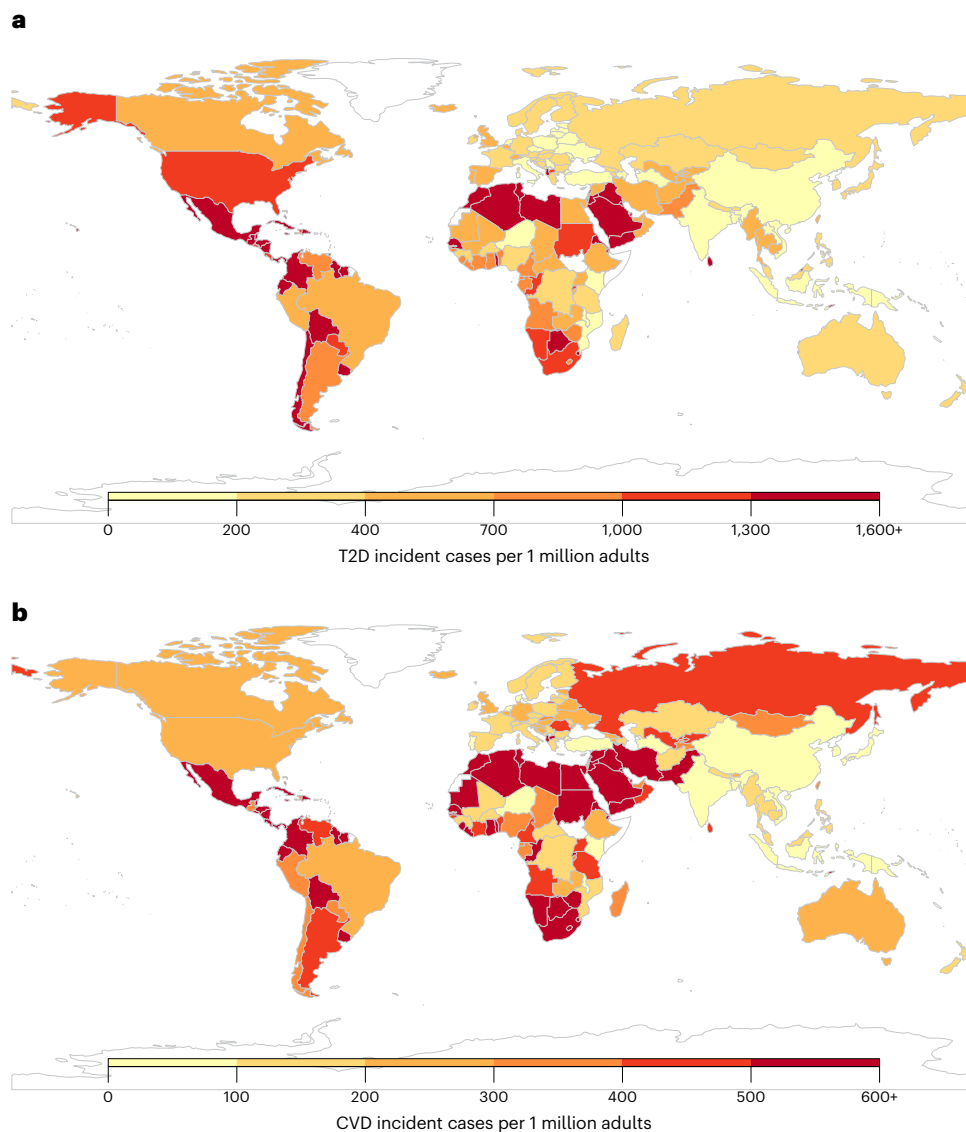 a
0 200 400 700 1,000 1,300 1,600+
T2D incident cases per 1 million adults
b
0 100 200 300 400 500 600+
CVD incident cases per 1 million adults